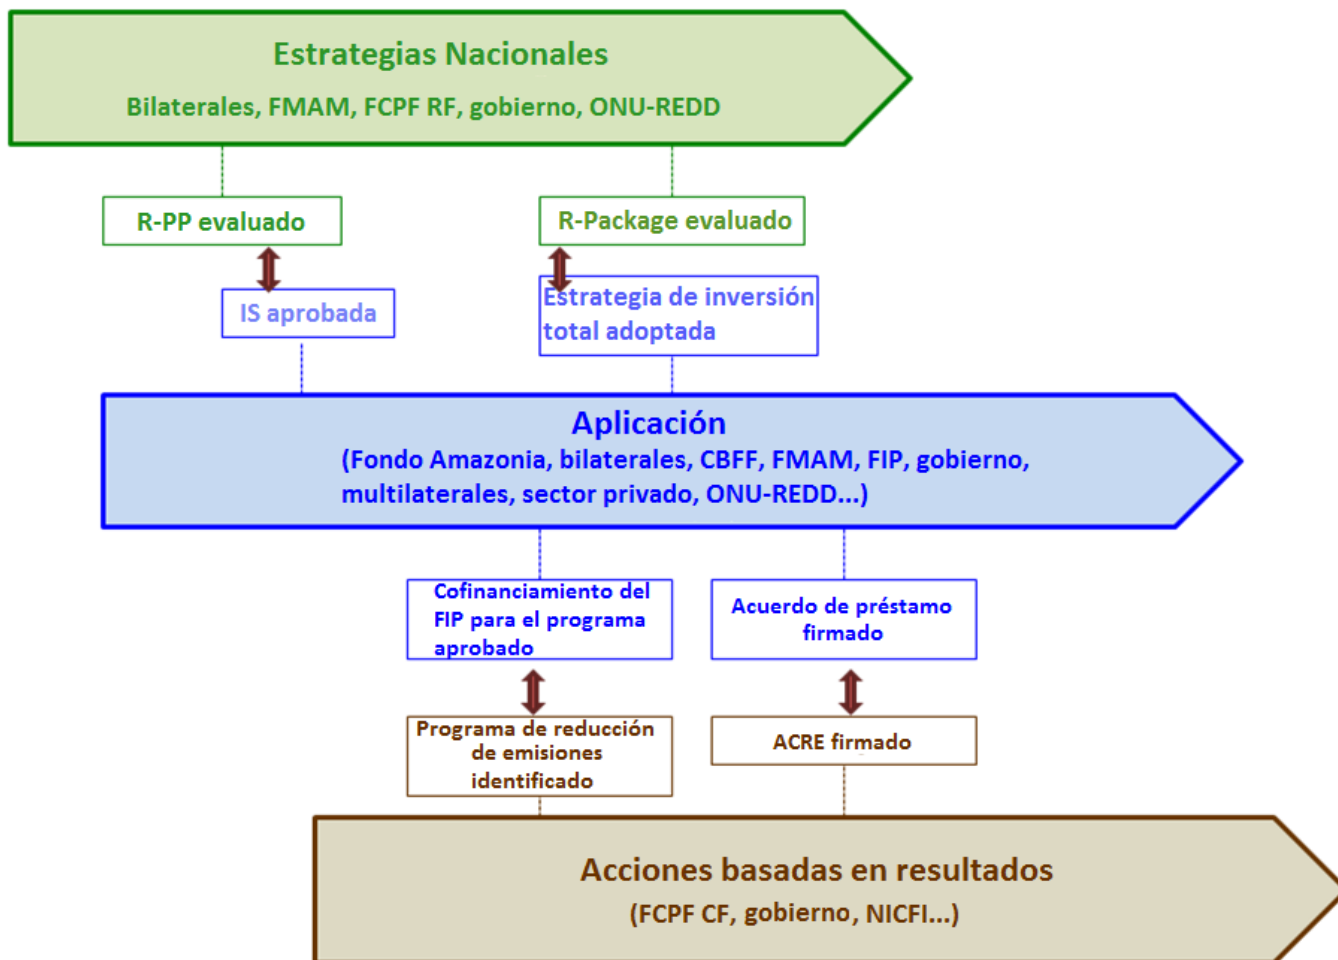 Estrategias Nacionales
Bilaterales, FMAM, FCPF RF, gobierno, ONU-REDD
R-PP evaluado
R-Package evaluado
IS aprobada
Estrategia de inversión
total adoptada
Aplicación
(Fondo Amazonia, bilaterales, CBFF, FMAM, FIP, gobierno,
multilaterales, sector privado, ONU-REDD...)
Cofinanciamiento del
FIP para el programa
aprobado
Acuerdo de préstamo
firmado
Programa de reducción
de emisiones
identificado
ACRE firmado
Acciones basadas en resultados
(FCPF CF, gobierno, NICFI...)